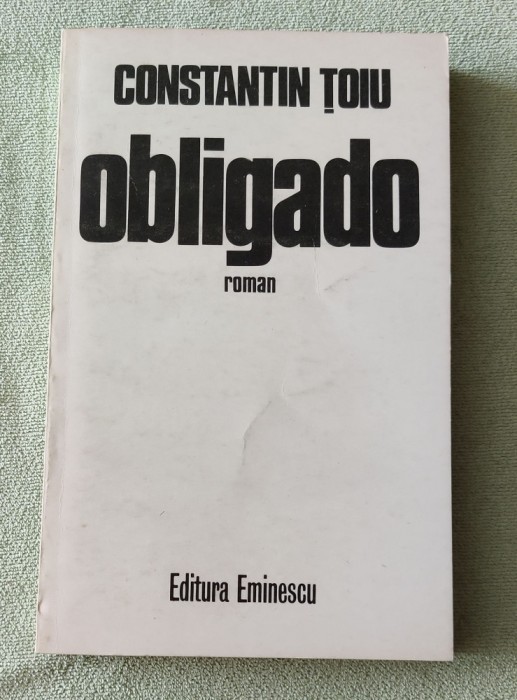 CONSTANTIN ȚOIU
obligado
roman
Editura Eminescu